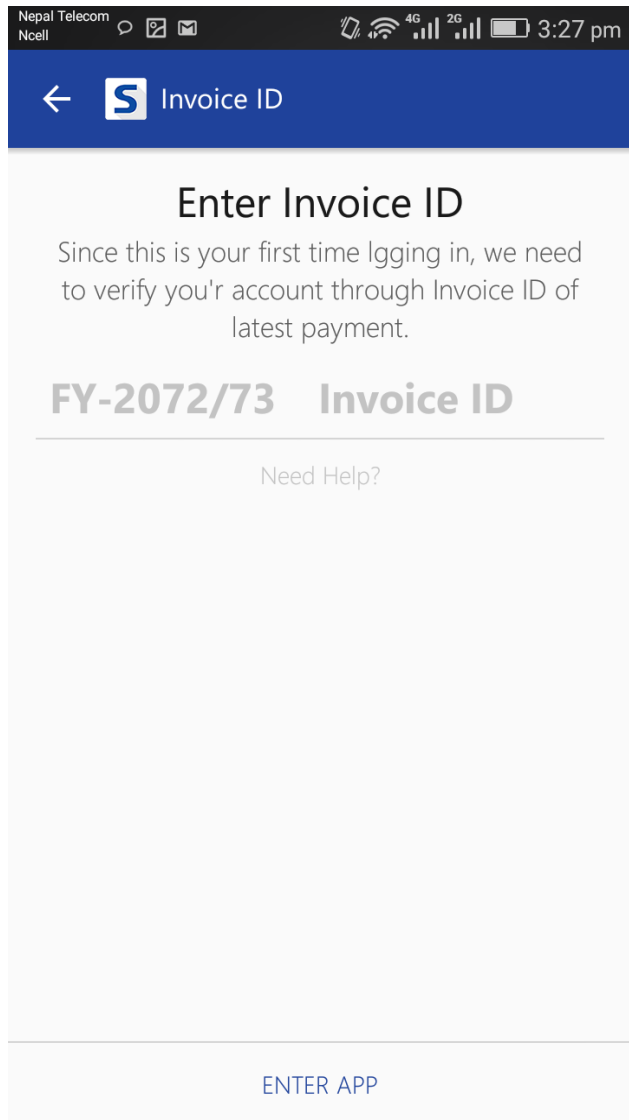 Nepal Telecom
Ncell
4G 2G 3:27 pm
S Invoice ID
Enter Invoice ID
Since this is your first time lgging in, we need
to verify you'r account through Invoice ID of
latest payment.
FY-2072/73 Invoice ID
Need Help?
ENTER APP